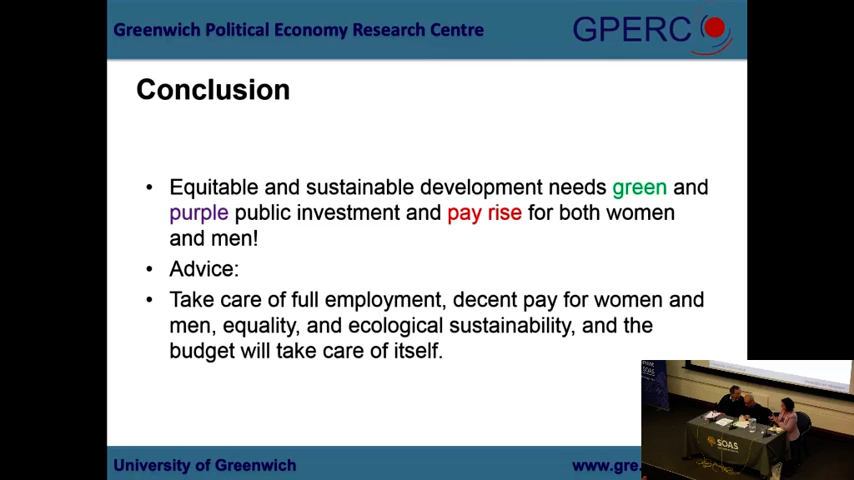 Greenwich Political Economy Research Centre
GPERC
Conclusion
• Equitable and sustainable development needs green and
purple public investment and pay rise for both women
and men!
• Advice:
• Take care of full employment, decent pay for women and
men, equality, and ecological sustainability, and the
budget will take care of itself.
SOAS
SOAS
University of Greenwich
www.gre.